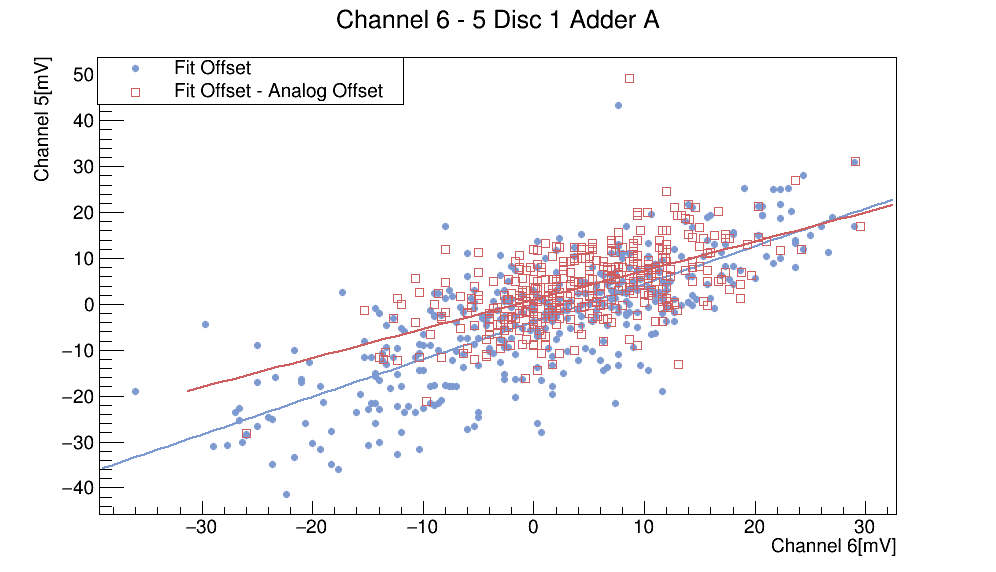 Channel 6 - 5 Disc 1 Adder A
Fit Offset
Fit Offset - Analog Offset
Channel 5[mV]
50
40
30
20
10
0
−10
−20
−30
−40
−30 −20 −10 0 10 20 30
Channel 6[mV]